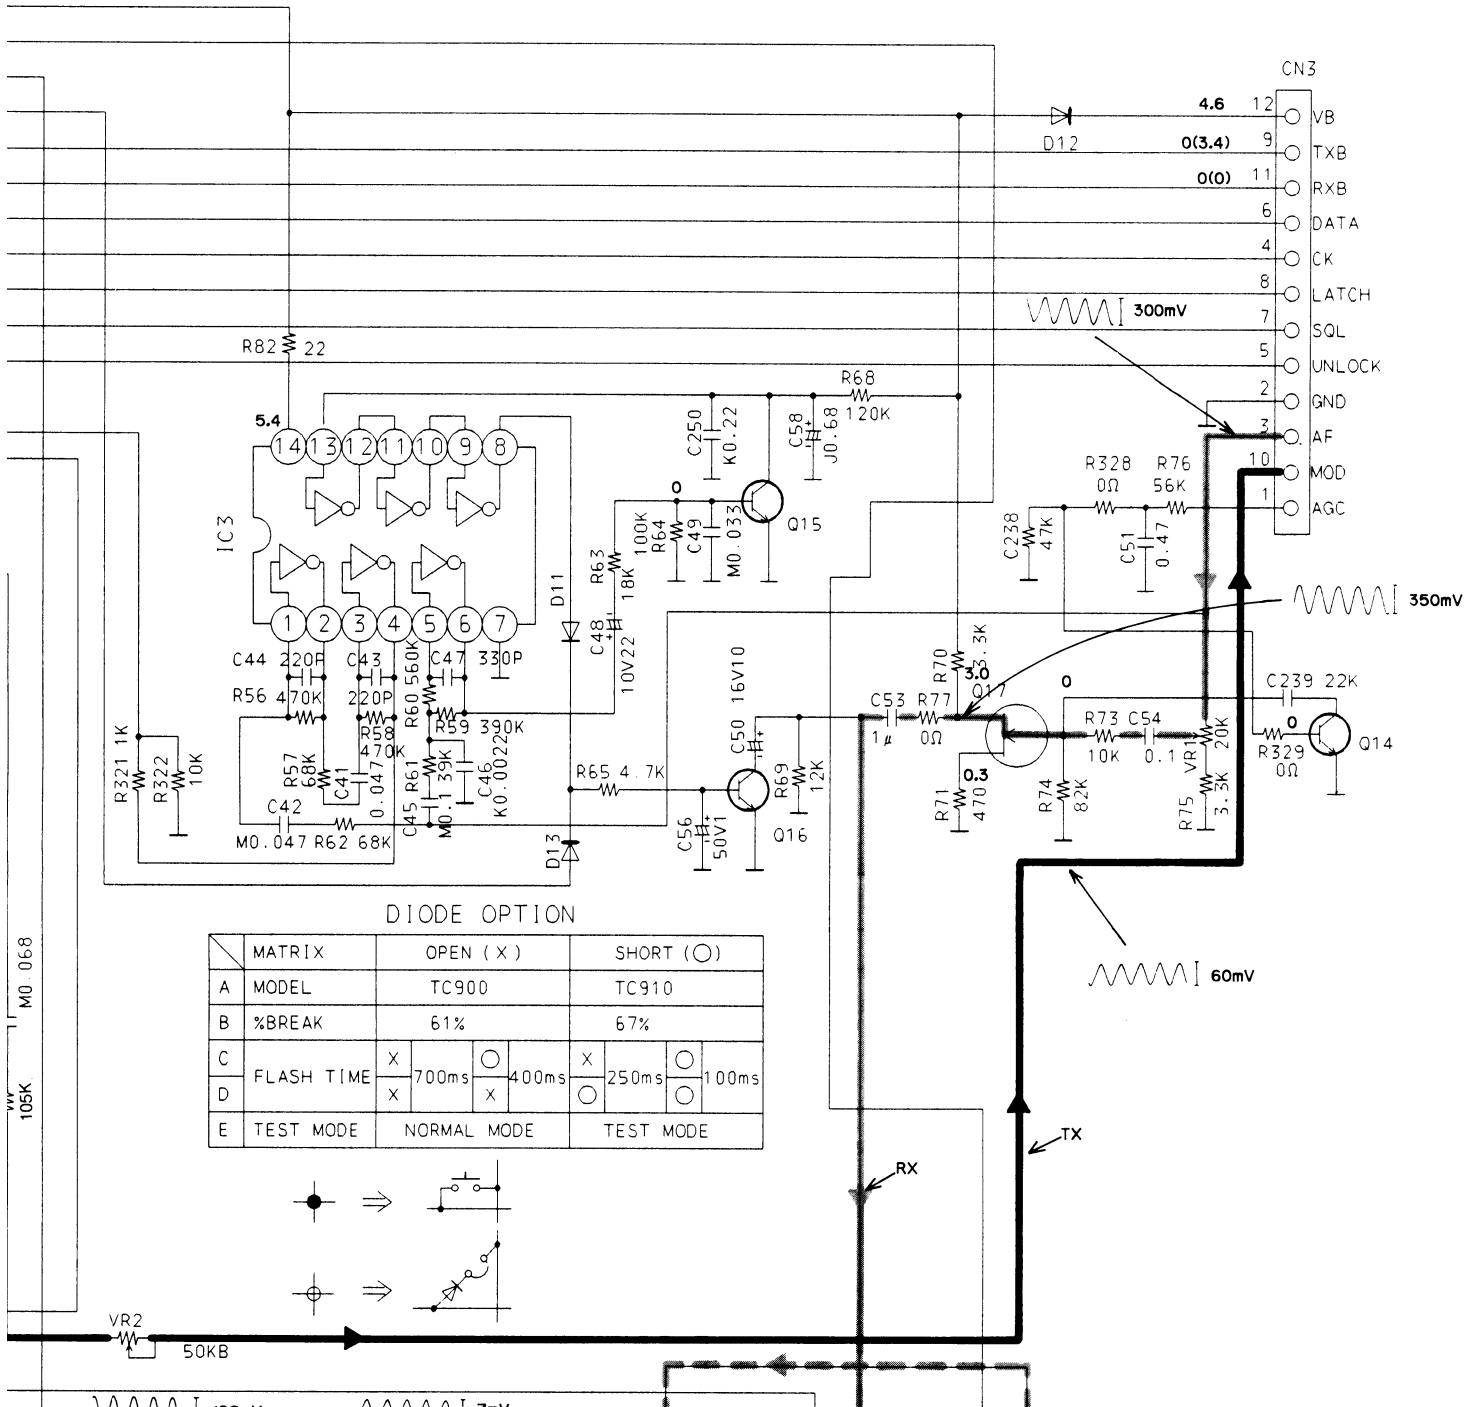 CN3
4.6 12 VB
D12
0(3.4) 9 TXB
0(0) 11 RXB
6 DATA
4 CK
8 LATCH
300mV
7 SQL
R82 22
5 UNLOCK
R68
120K
2 GND
5.4
C250
K0.22
C58
J0.68
3 AF
14 13 12 11 10 9 8
R328
0Ω
R76
56K
10 MOD
1 AGC
0
Q15
IC3
R63
18K
100K
R64
C49
M0.033
C238
47K
C51
0.47
D11
C48
10V22
350mV
1 2 3 4 5 6 7
C44 220P
C43
220P
R60 560K
C47 330P
R70
3.3K
3.0
Q17
0
C239 22K
R56 470K
R58
470K
R59 390K
C50 16V10
C53
1μ
R77
0Ω
R73
10K
C54
0.1
VR1
20K
0
R329
0Ω
Q14
R321 1K
R322
10K
R57
68K
C41
0.047
R61
39K
C46
K0.0022
R65 4.7K
R69
12K
0.3
R71
470
R74
82K
R75
3.3K
C42
M0.047
R62 68K
C45
M0.1
D13
C56
50V1
Q16
DIODE OPTION
MATRIX OPEN (X) SHORT (○)
A MODEL TC900 TC910
B %BREAK 61% 67%
C X ○ X ○
FLASH TIME 700ms 400ms 250ms 100ms
D X X ○ ○
E TEST MODE NORMAL MODE TEST MODE
60mV
M0.068
105K
TX
RX
VR2
50KB
7mV